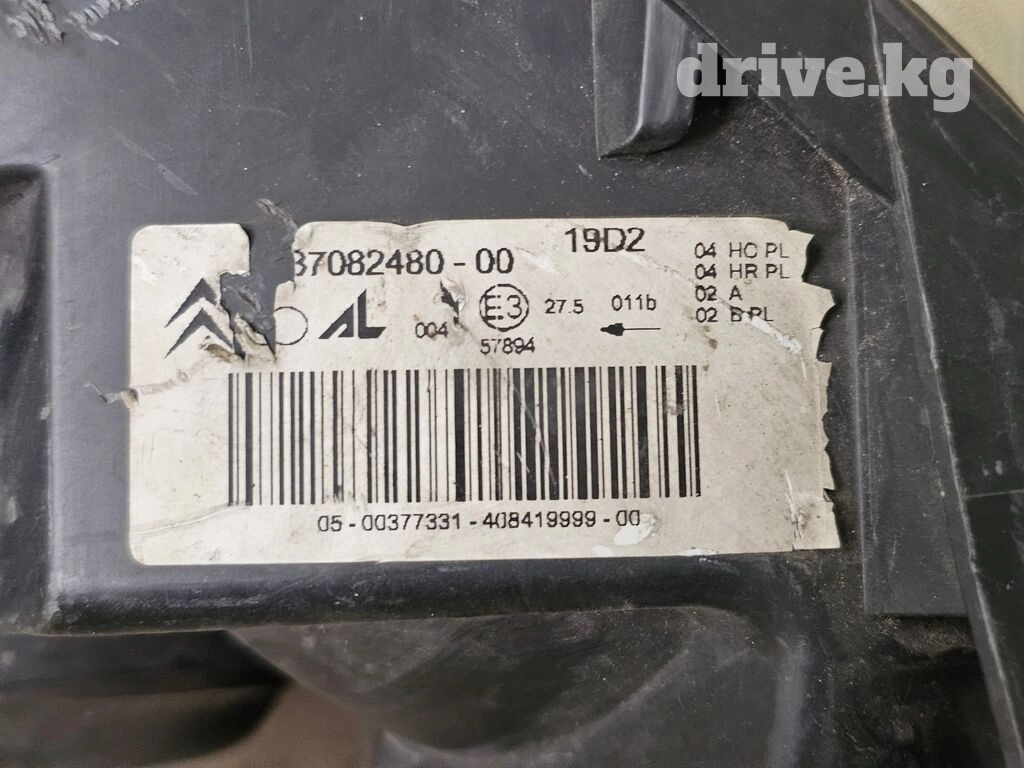 drive.kg
37082480-00
19D2
04 HC PL
04 HR PL
02 A
02 B PL
AL
004
E3
27.5
011b
57894
05-00377331-408419999-00